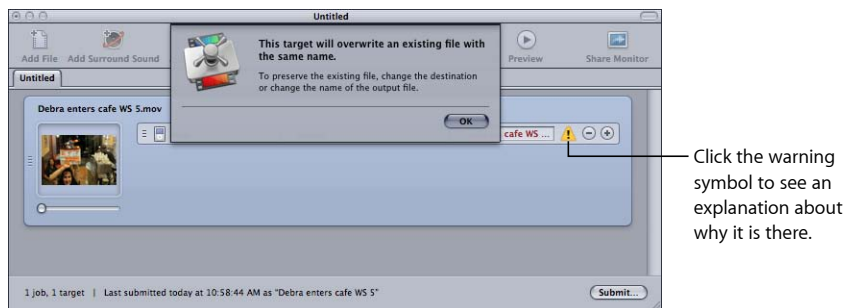 Untitled
Add File Add Surround Sound
Preview
Share Monitor
Untitled
This target will overwrite an existing file with
the same name.
To preserve the existing file, change the destination
or change the name of the output file.
OK
Debra enters cafe WS 5.mov
cafe WS ...
Click the warning
symbol to see an
explanation about
why it is there.
1 job, 1 target | Last submitted today at 10:58:44 AM as "Debra enters cafe WS 5"
Submit...